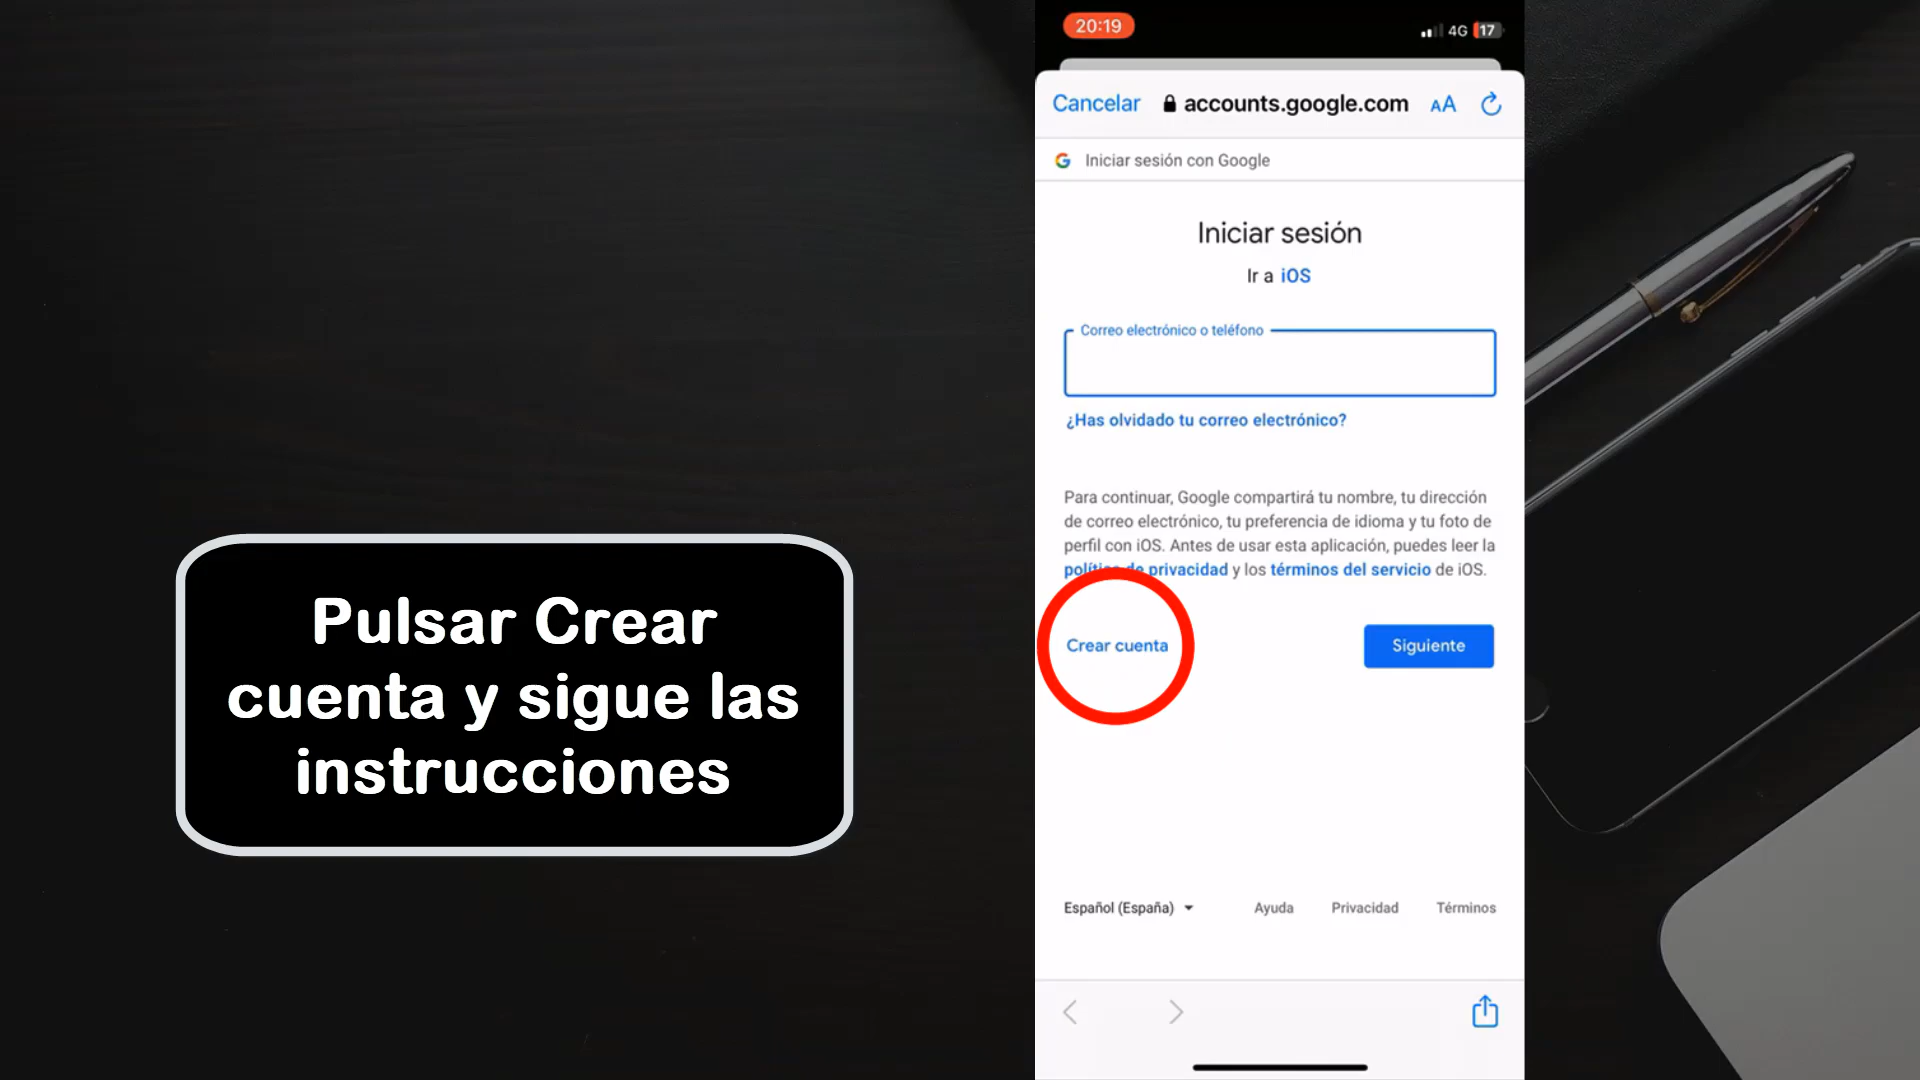 20:19
4G 17
Cancelar accounts.google.com AA
Iniciar sesión con Google
Iniciar sesión
Ir a iOS
Correo electrónico o teléfono
¿Has olvidado tu correo electrónico?
Para continuar, Google compartirá tu nombre, tu dirección
de correo electrónico, tu preferencia de idioma y tu foto de
perfil con iOS. Antes de usar esta aplicación, puedes leer la
política de privacidad y los términos del servicio de iOS.
Crear cuenta Siguiente
Español (España) Ayuda Privacidad Términos
Pulsar Crear
cuenta y sigue las
instrucciones